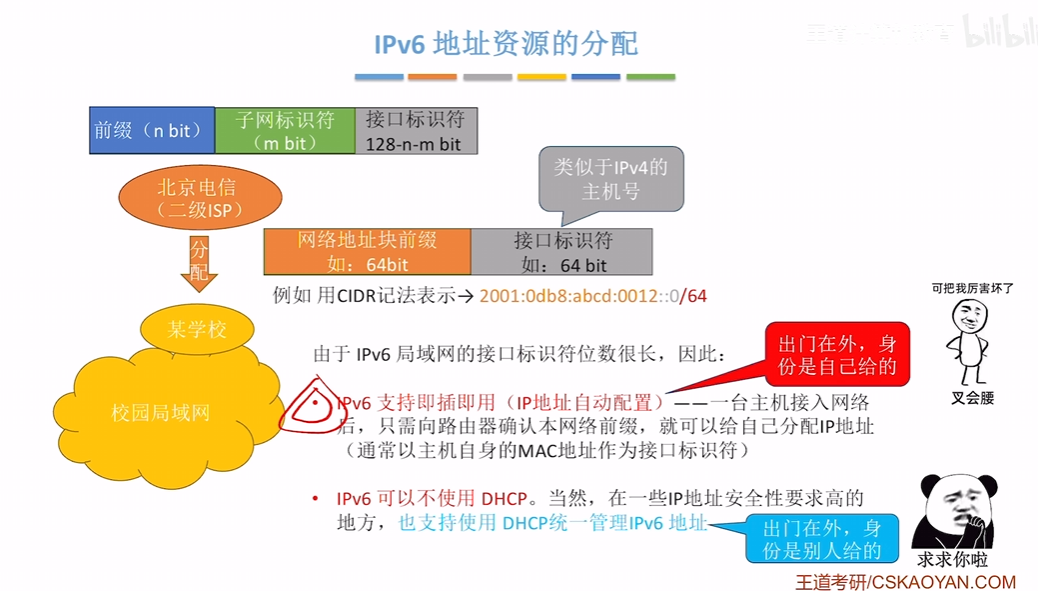 IPv6 地址资源的分配
bilibili
前缀（n bit）
子网标识符
（m bit）
接口标识符
128-n-m bit
北京电信
（二级ISP）
类似于IPv4的
主机号
分
配
网络地址块前缀
如：64bit
接口标识符
如：64 bit
例如 用CIDR记法表示→ 2001:0db8:abcd:0012::0/64
某学校
校园局域网
可把我厉害坏了
叉会腰
由于 IPv6 局域网的接口标识符位数很长，因此：
出门在外，身
份是自己给的
• IPv6 支持即插即用（IP地址自动配置）——一台主机接入网络
后，只需向路由器确认本网络前缀，就可以给自己分配IP地址
（通常以主机自身的MAC地址作为接口标识符）
• IPv6 可以不使用 DHCP。当然，在一些IP地址安全性要求高的
地方，也支持使用 DHCP统一管理IPv6 地址
出门在外，身
份是别人给的
求求你啦
王道考研/CSKAOYAN.COM